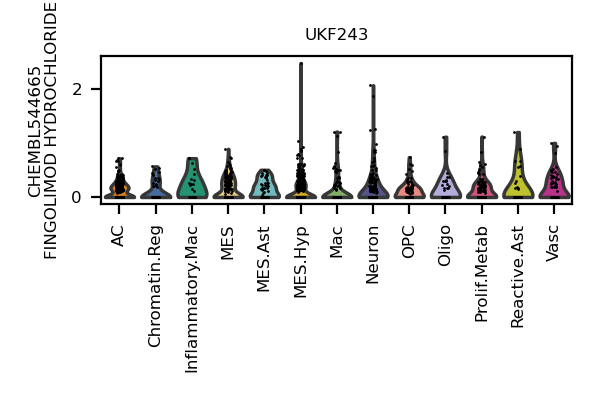 UKF243
CHEMBL544665
FINGOLIMOD HYDROCHLORIDE
2
0
AC
Chromatin.Reg
Inflammatory.Mac
MES
MES.Ast
MES.Hyp
Mac
Neuron
OPC
Oligo
Prolif.Metab
Reactive.Ast
Vasc